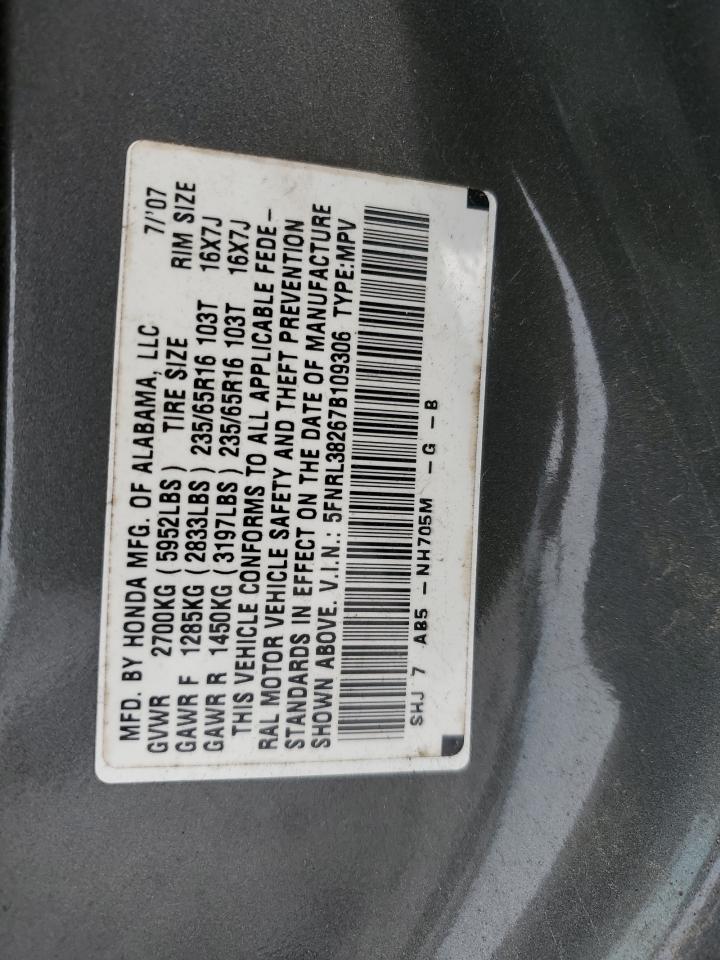 MFD. BY HONDA MFG. OF ALABAMA, LLC 7/'07
GVWR 2700KG ( 5952LBS ) TIRE SIZE RIM SIZE
GAWR F 1285KG ( 2833LBS ) 235/65R16 103T 16X7J
GAWR R 1450KG ( 3197LBS ) 235/65R16 103T 16X7J
THIS VEHICLE CONFORMS TO ALL APPLICABLE FEDE-
RAL MOTOR VEHICLE SAFETY AND THEFT PREVENTION
STANDARDS IN EFFECT ON THE DATE OF MANUFACTURE
SHOWN ABOVE. V.I.N.: 5FNRL38267B109306 TYPE:MPV
SHJ 7 AB5 - NH705M - G - B